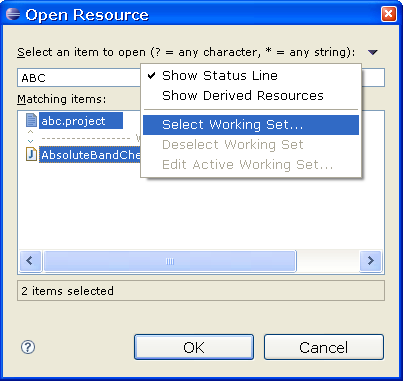 Open Resource
Select an item to open (? = any character, * = any string):
ABC
Show Status Line
Show Derived Resources
Select Working Set...
Deselect Working Set
Edit Active Working Set...
Matching items:
abc.project
AbsoluteBandChe
2 items selected
OK
Cancel